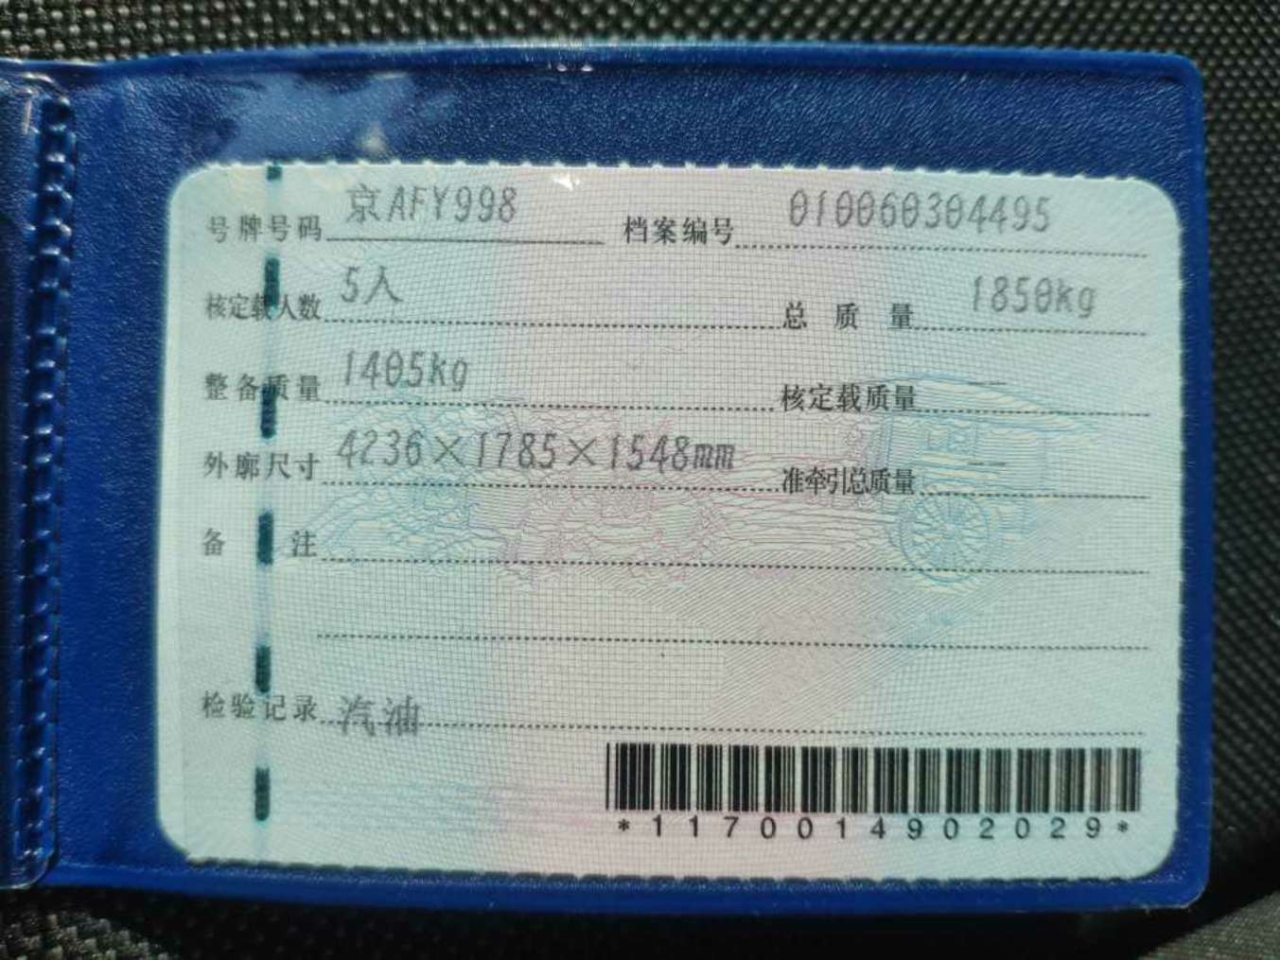 号牌号码 京AFY998 档案编号 010060304495
核定载人数 5人 总质量 1850kg
整备质量 1405kg 核定载质量 --
外廓尺寸 4236×1785×1548mm 准牵引总质量 --
备注
检验记录 汽油
*1170014902029*